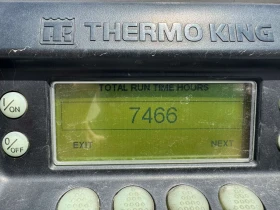 THERMO KING
TOTAL RUN TIME HOURS
I/ON
7466
O/OFF
EXIT NEXT